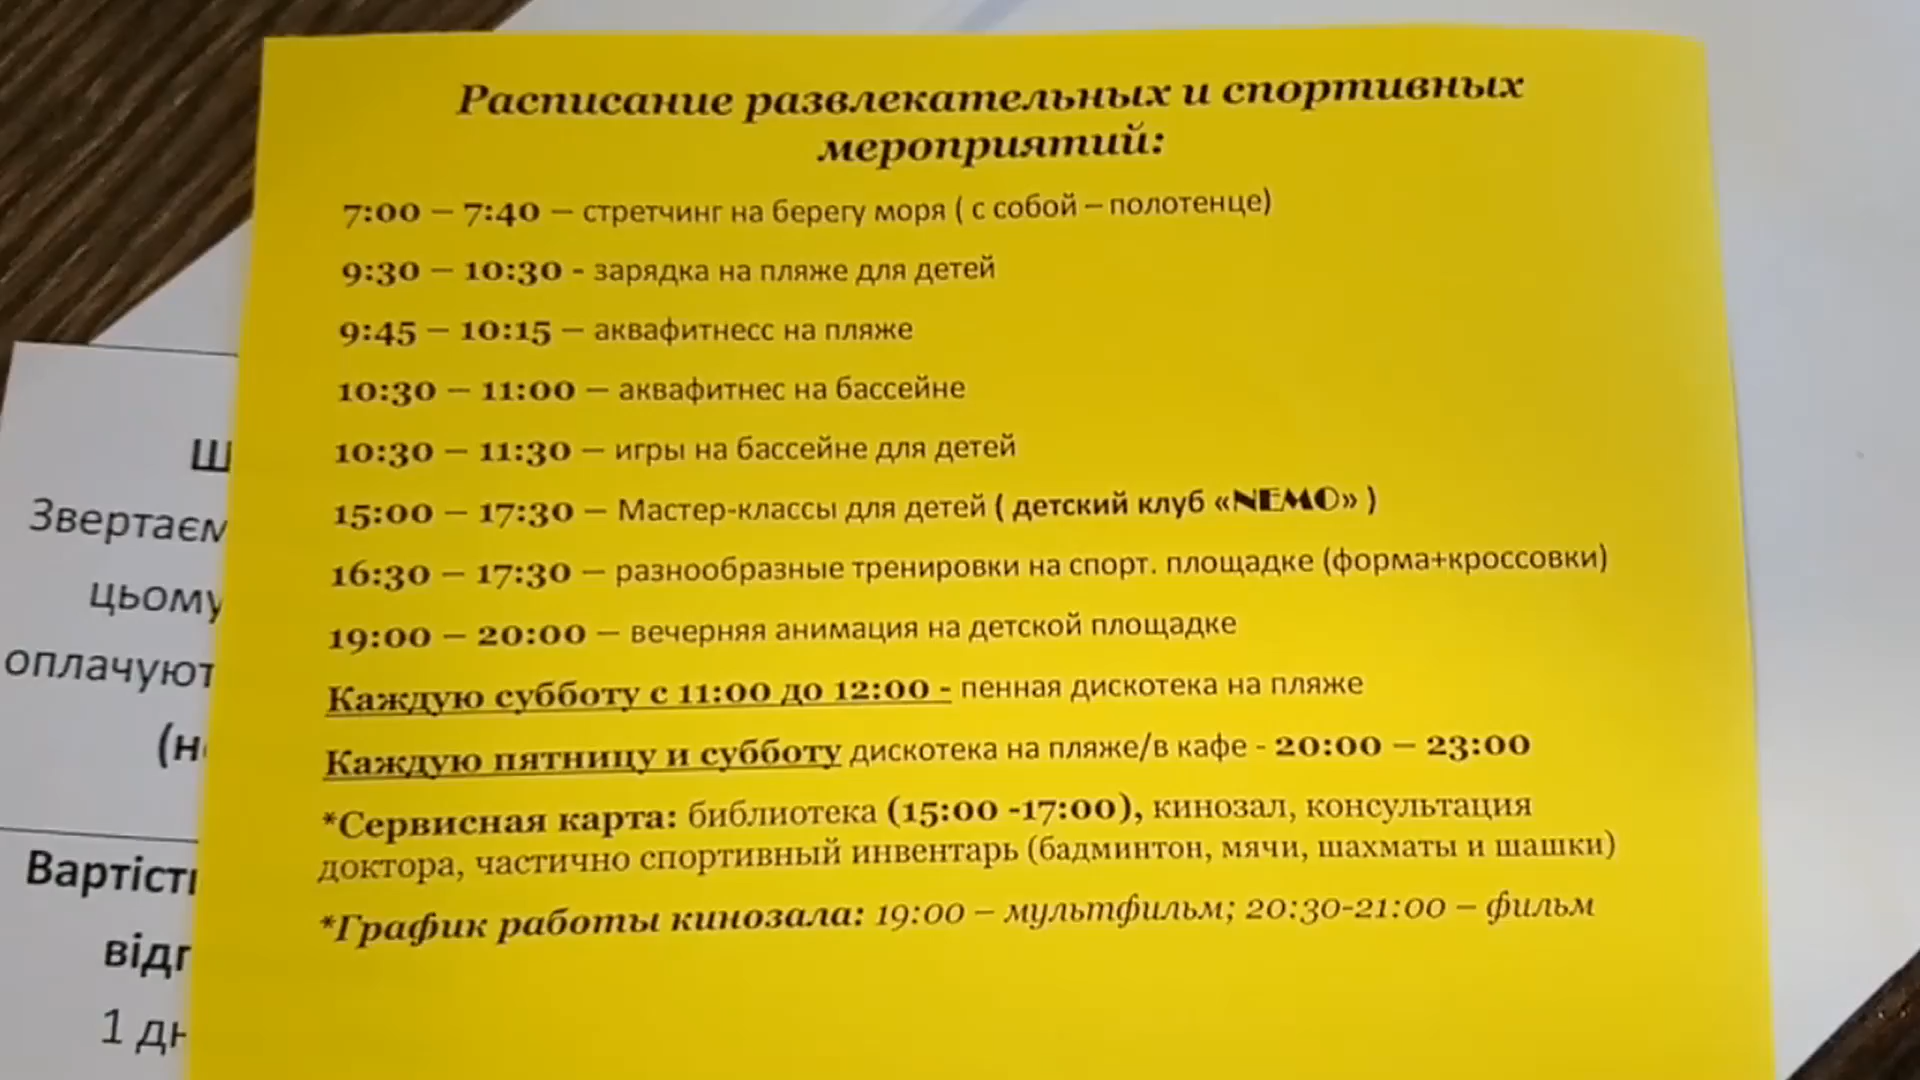 Расписание развлекательных и спортивных
мероприятий:
7:00 – 7:40 – стретчинг на берегу моря ( с собой – полотенце)
9:30 – 10:30 - зарядка на пляже для детей
9:45 – 10:15 – аквафитнесс на пляже
10:30 – 11:00 – аквафитнес на бассейне
10:30 – 11:30 – игры на бассейне для детей
15:00 – 17:30 – Мастер-классы для детей ( детский клуб «NEMO» )
16:30 – 17:30 – разнообразные тренировки на спорт. площадке (форма+кроссовки)
19:00 – 20:00 – вечерняя анимация на детской площадке
Каждую субботу с 11:00 до 12:00 - пенная дискотека на пляже
Каждую пятницу и субботу дискотека на пляже/в кафе - 20:00 – 23:00
*Сервисная карта: библиотека (15:00 -17:00), кинозал, консультация
доктора, частично спортивный инвентарь (бадминтон, мячи, шахматы и шашки)
*График работы кинозала: 19:00 – мультфильм; 20:30-21:00 – фильм
Ш
Звертаєм
цьому
оплачуют
(н
Вартіст
від
1 дн